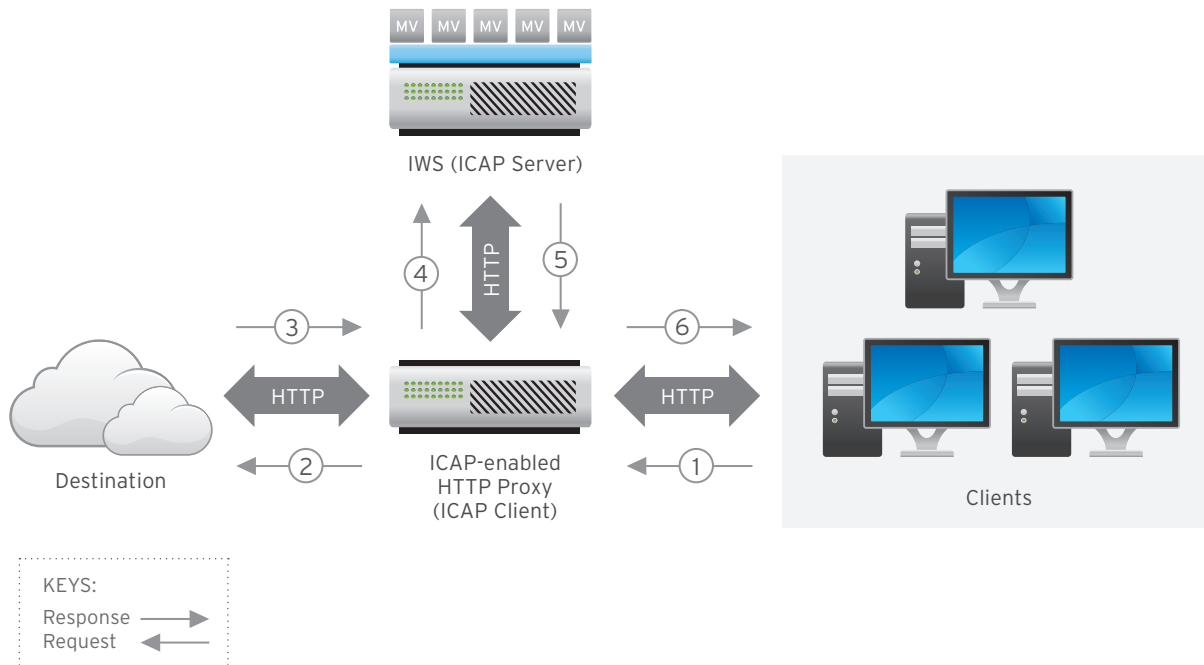 MV MV MV MV MV
IWS (ICAP Server)
4
HTTP
5
3
6
HTTP
HTTP
2
1
Destination
ICAP-enabled
HTTP Proxy
(ICAP Client)
Clients
KEYS:
Response
Request